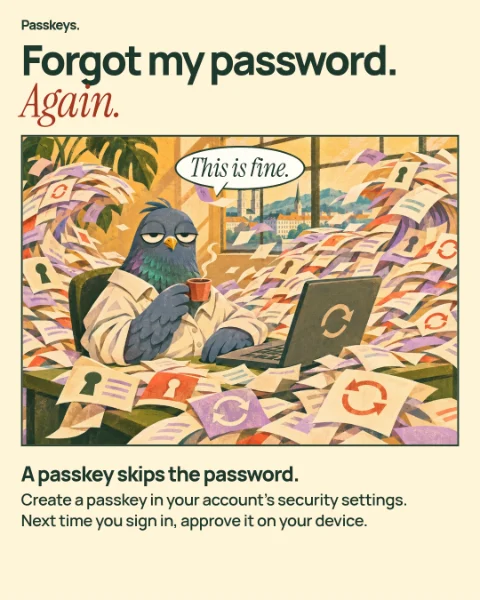 Passkeys.
Forgot my password.
Again.
This is fine.
A passkey skips the password.
Create a passkey in your account's security settings.
Next time you sign in, approve it on your device.